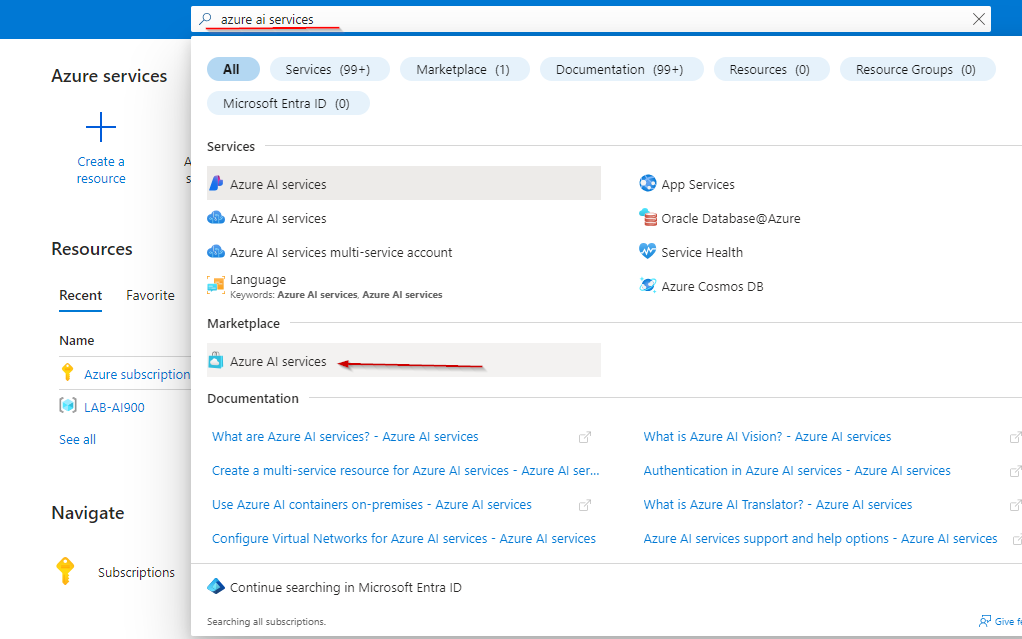 azure ai services
Azure services
Create a
resource
A
s
Resources
Recent
Favorite
Name
Azure subscription
LAB-AI900
See all
Navigate
Subscriptions
All
Services (99+)
Marketplace (1)
Documentation (99+)
Resources (0)
Resource Groups (0)
Microsoft Entra ID (0)
Services
Azure AI services
Azure AI services
Azure AI services multi-service account
Language
Keywords: Azure AI services, Azure AI services
App Services
Oracle Database@Azure
Service Health
Azure Cosmos DB
Marketplace
Azure AI services
Documentation
What are Azure AI services? - Azure AI services
Create a multi-service resource for Azure AI services - Azure AI ser...
Use Azure AI containers on-premises - Azure AI services
Configure Virtual Networks for Azure AI services - Azure AI services
What is Azure AI Vision? - Azure AI services
Authentication in Azure AI services - Azure AI services
What is Azure AI Translator? - Azure AI services
Azure AI services support and help options - Azure AI services
Continue searching in Microsoft Entra ID
Searching all subscriptions.
Give fe